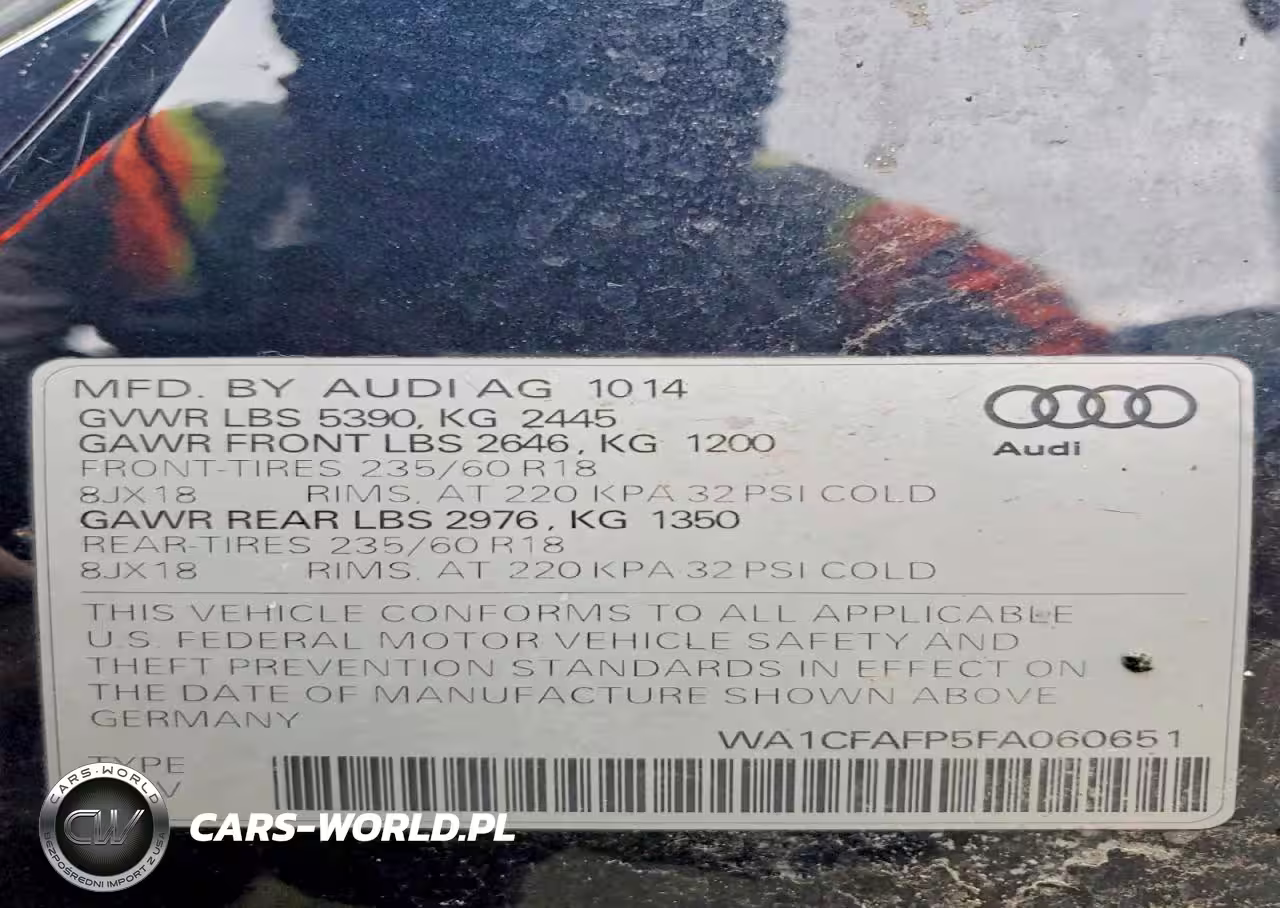 MFD. BY AUDI AG 10 14
GVWR LBS 5390, KG 2445
GAWR FRONT LBS 2646, KG 1200
FRONT-TIRES 235/60 R18
8JX18 RIMS, AT 220 KPA 32 PSI COLD
GAWR REAR LBS 2976, KG 1350
REAR-TIRES 235/60 R18
8JX18 RIMS, AT 220 KPA 32 PSI COLD
Audi
THIS VEHICLE CONFORMS TO ALL APPLICABLE
U.S. FEDERAL MOTOR VEHICLE SAFETY AND
THEFT PREVENTION STANDARDS IN EFFECT ON
THE DATE OF MANUFACTURE SHOWN ABOVE
GERMANY
WA1CFAFP5FA060651
CARS-WORLD
CW
BEZPOŚREDNI IMPORT Z USA
CARS-WORLD.PL